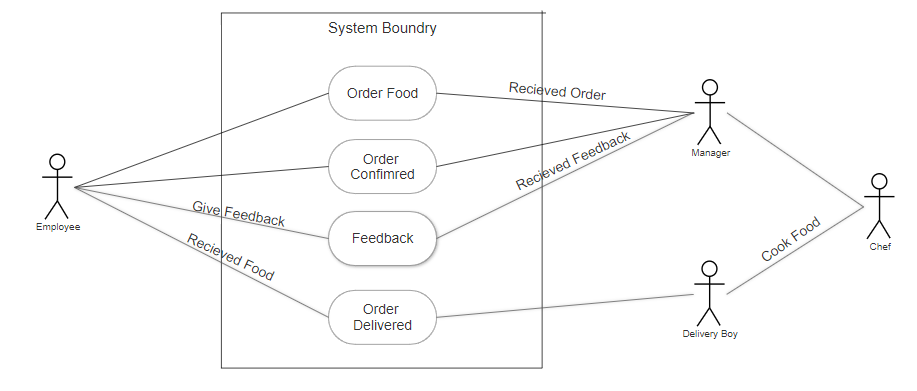 System Boundry
Order Food
Recieved Order
Manager
Order
Confimred
Recieved Feedback
Employee
Give Feedback
Feedback
Chef
Cook Food
Recieved Food
Order
Delivered
Delivery Boy